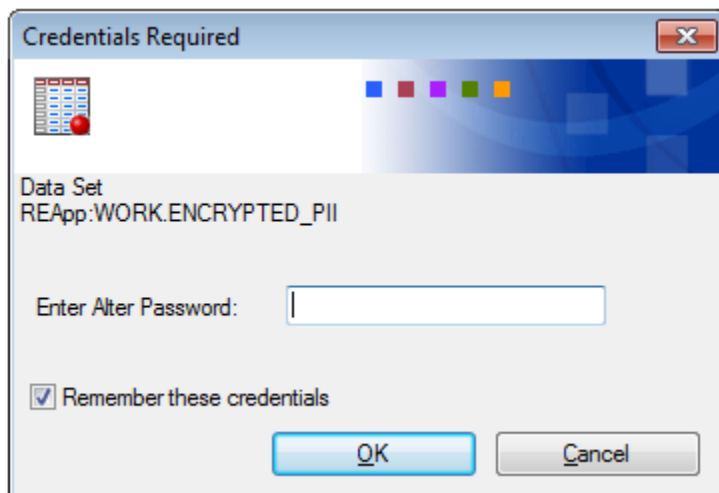 Credentials Required
Data Set
REApp:WORK.ENCRYPTED_PII
Enter Alter Password:
Remember these credentials
OK
Cancel